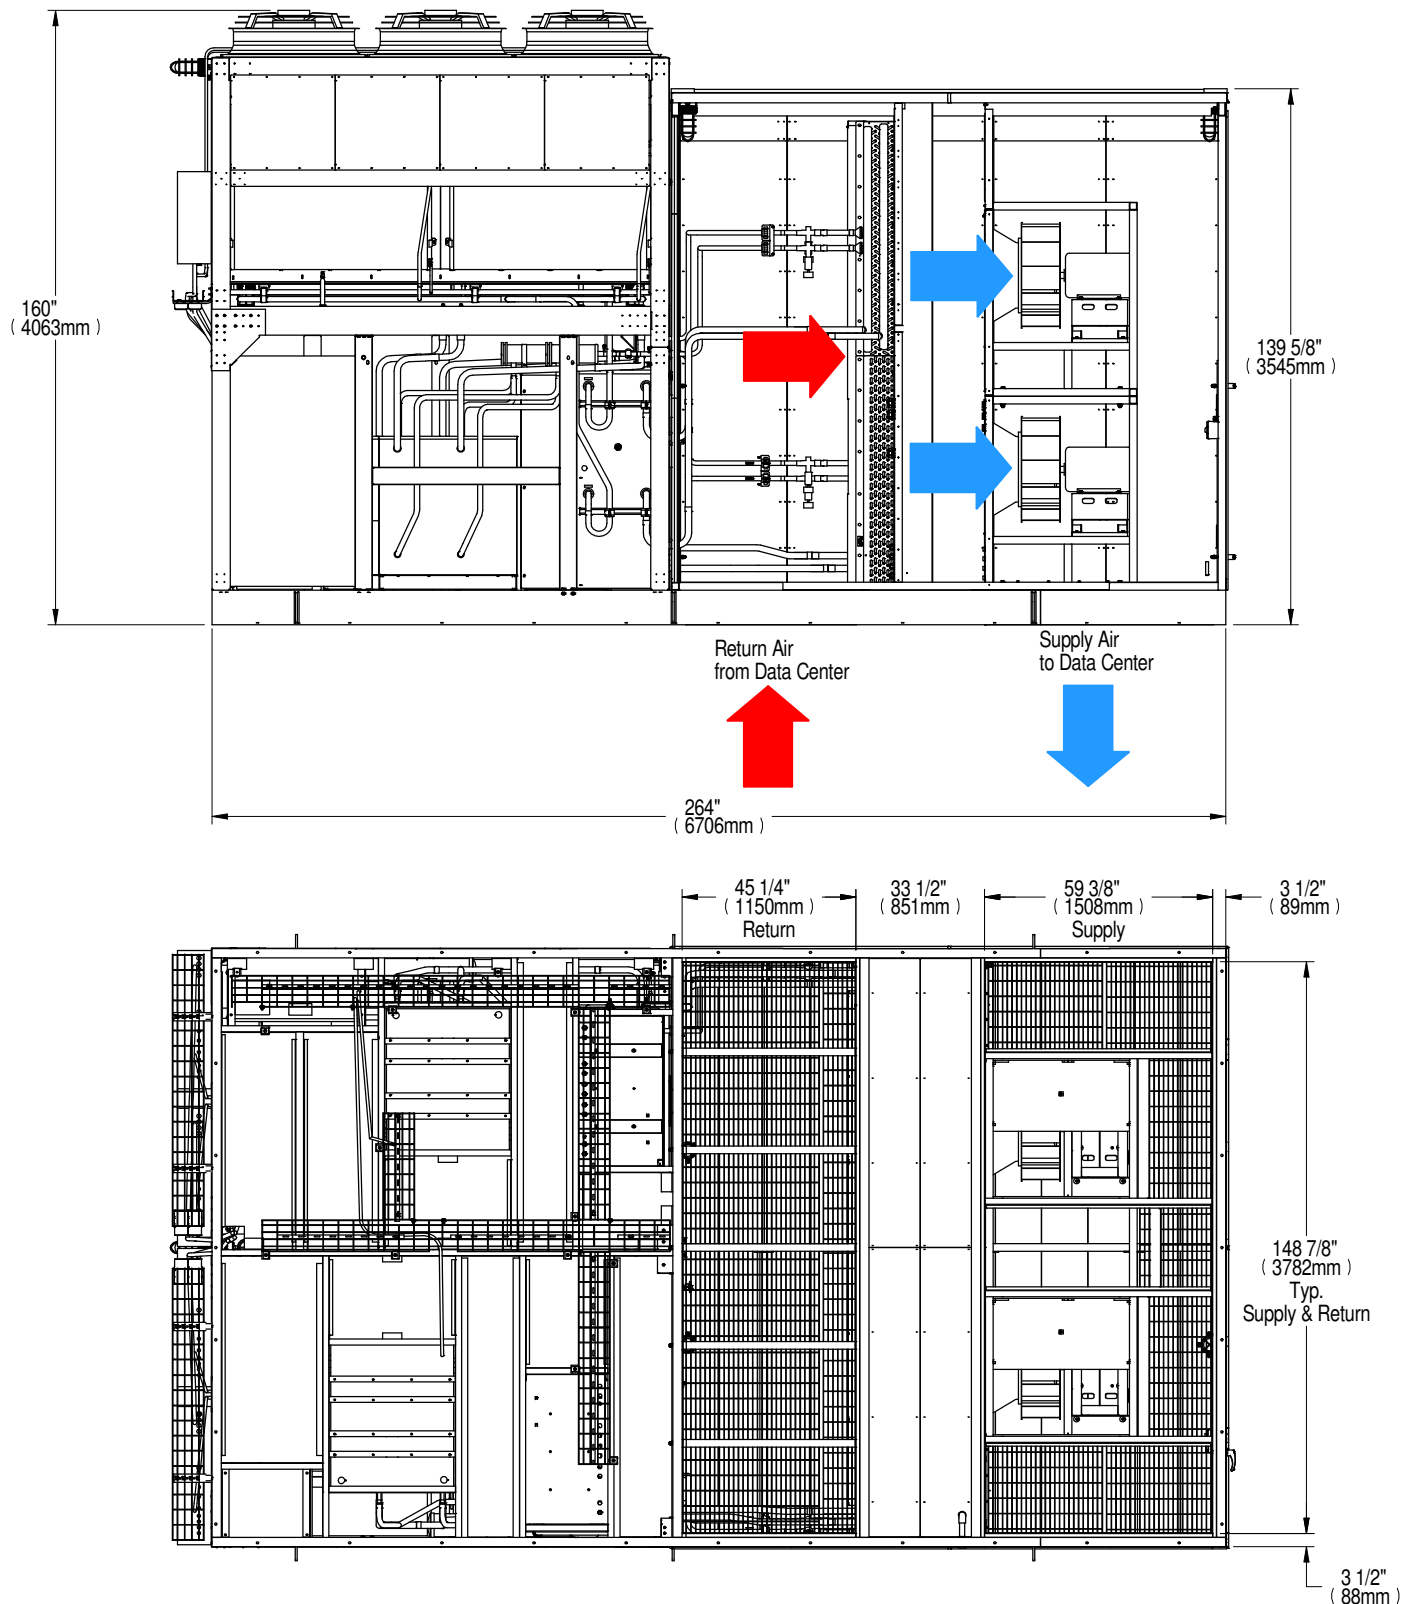 160"
( 4063mm )
139 5/8"
( 3545mm )
Return Air
from Data Center
Supply Air
to Data Center
264"
( 6706mm )
45 1/4"
( 1150mm )
Return
33 1/2"
( 851mm )
59 3/8"
( 1508mm )
Supply
3 1/2"
( 89mm )
148 7/8"
( 3782mm )
Typ.
Supply & Return
3 1/2"
( 88mm )